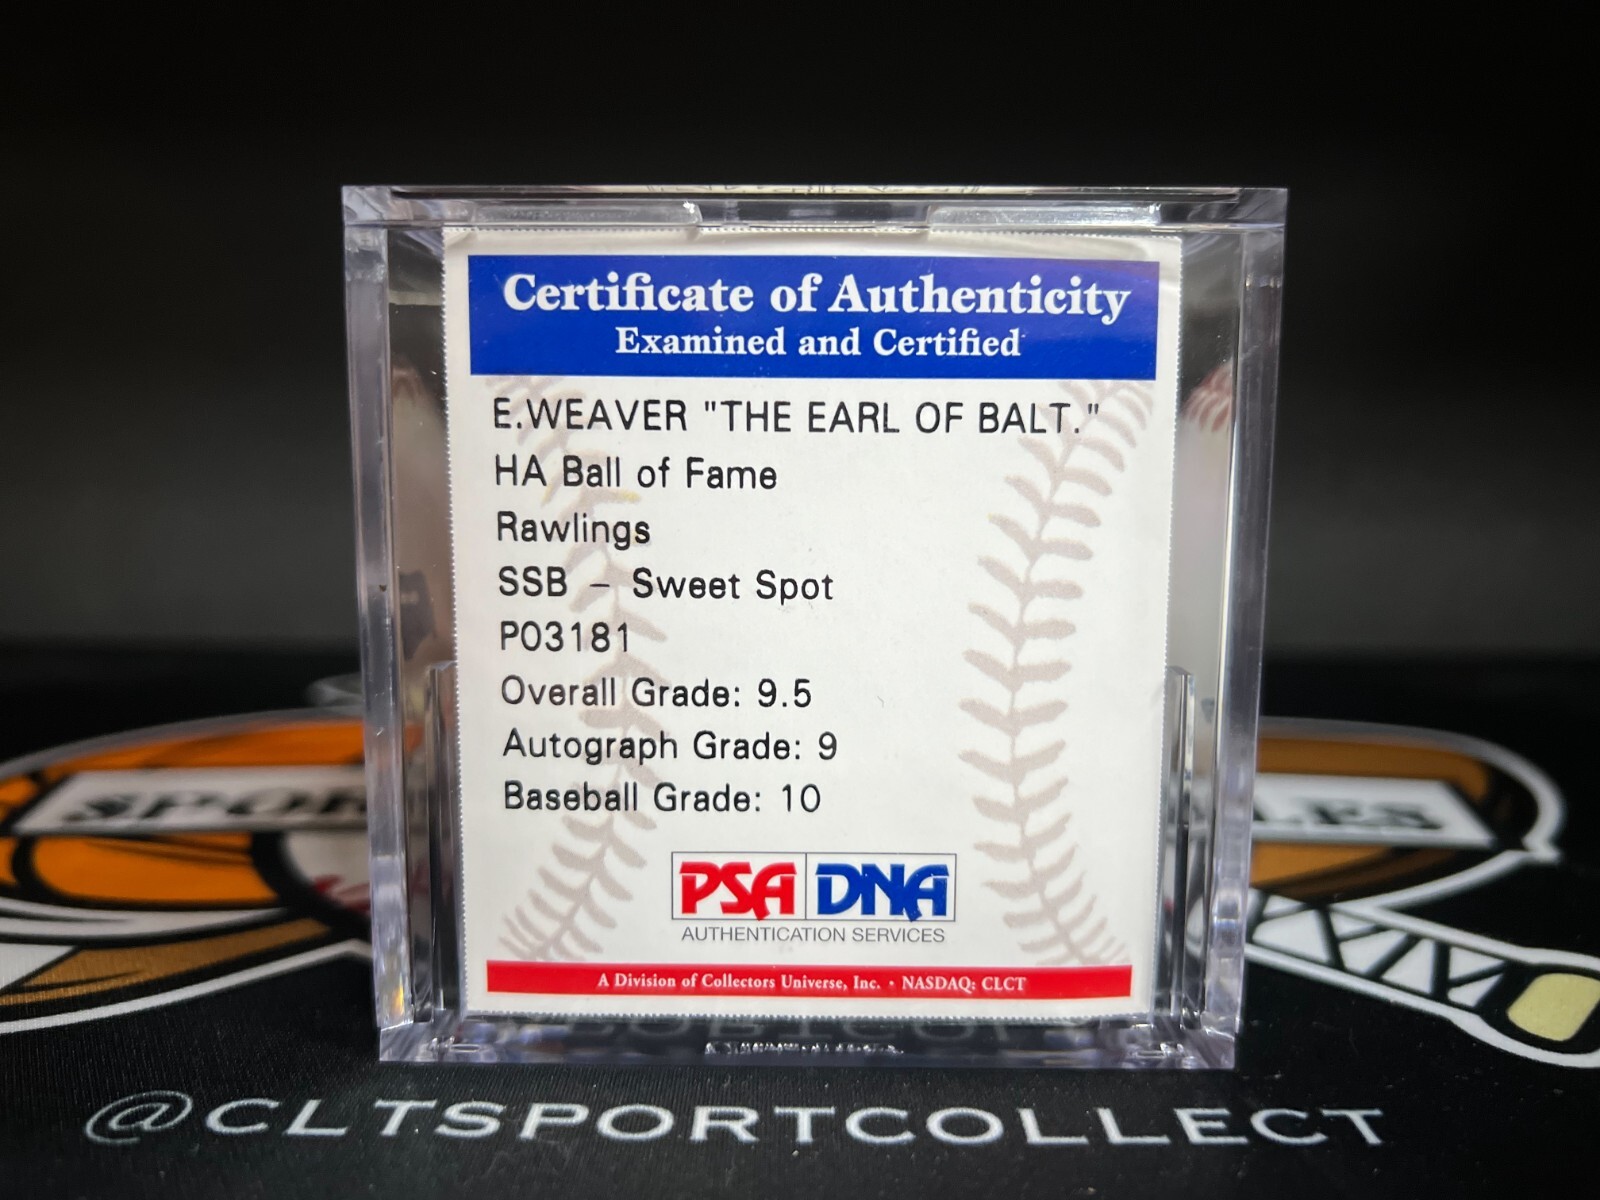 Certificate of Authenticity
Examined and Certified
E.WEAVER "THE EARL OF BALT."
HA Ball of Fame
Rawlings
SSB - Sweet Spot
P03181
Overall Grade: 9.5
Autograph Grade: 9
Baseball Grade: 10
PSA DNA
AUTHENTICATION SERVICES
A Division of Collectors Universe, Inc. • NASDAQ: CLCT
@CLTSPORTCOLLECT